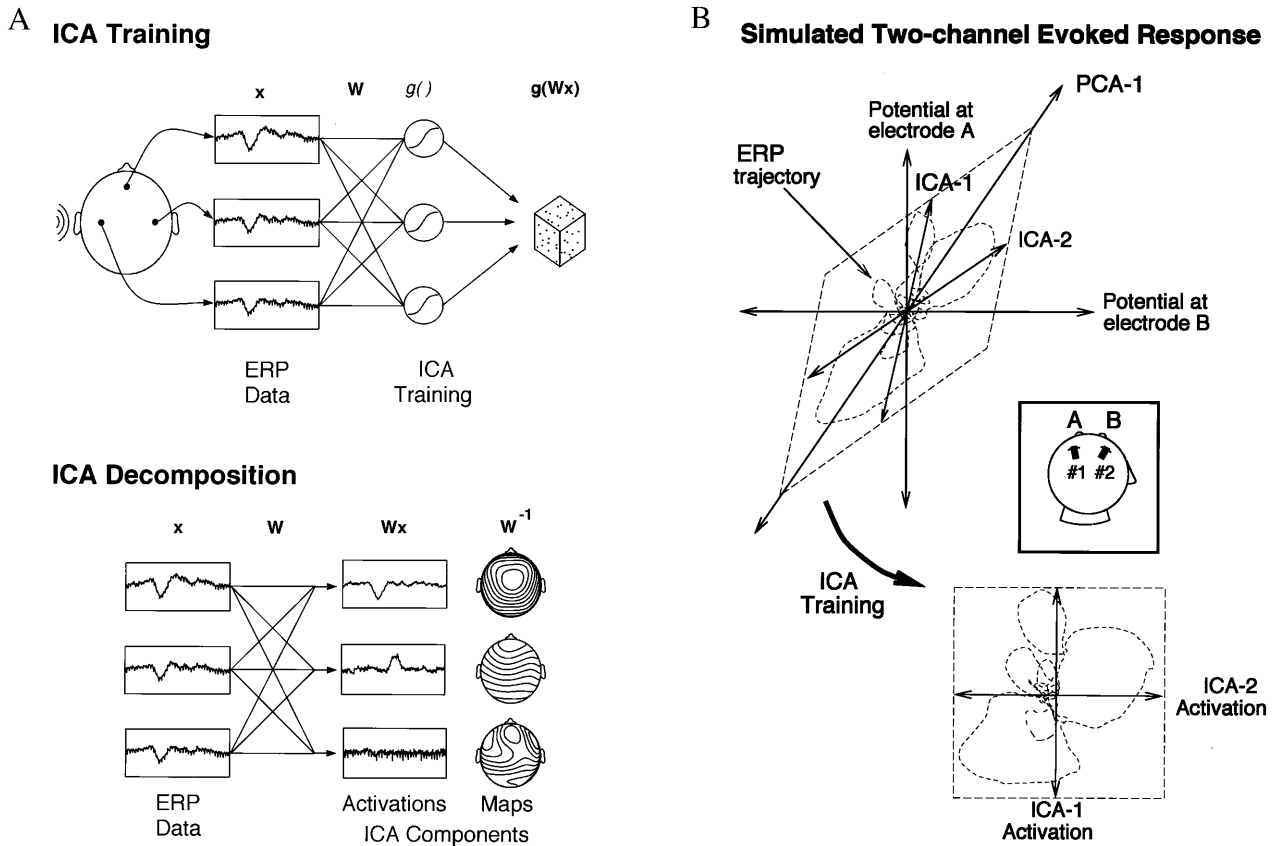 A
ICA Training
x W g() g(Wx)
ERP
Data
ICA
Training
ICA Decomposition
x W Wx W-1
ERP
Data
Activations Maps
ICA Components
B
Simulated Two-channel Evoked Response
PCA-1
Potential at
electrode A
ERP
trajectory
ICA-1
ICA-2
Potential at
electrode B
A B
#1 #2
ICA
Training
ICA-2
Activation
ICA-1
Activation